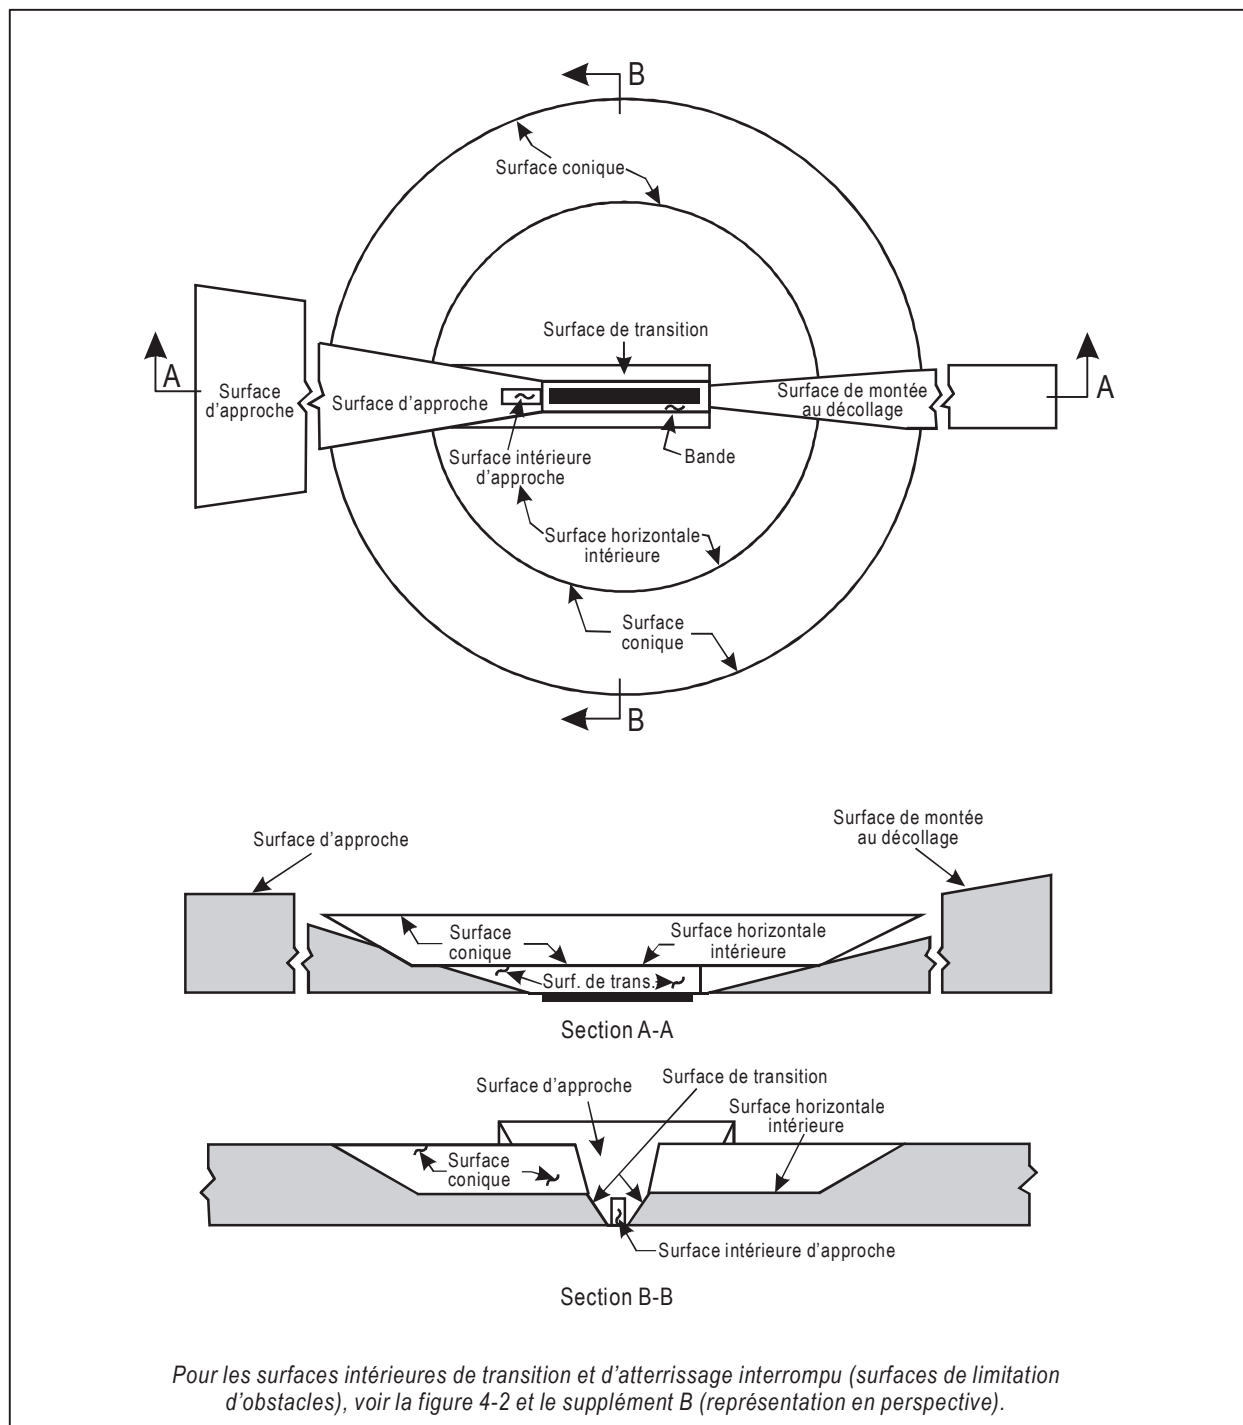 B
Surface conique
Surface de transition
A
A
Surface
d’approche
Surface d’approche
Surface de montée
au décollage
Surface intérieure
d’approche
Bande
Surface horizontale
intérieure
Surface
conique
B
Surface de montée
au décollage
Surface d’approche
Surface
conique
Surface horizontale
intérieure
Surf. de trans.
Section A-A
Surface d’approche
Surface de transition
Surface horizontale
intérieure
Surface
conique
Surface intérieure d’approche
Section B-B
Pour les surfaces intérieures de transition et d’atterrissage interrompu (surfaces de limitation
d’obstacles), voir la figure 4-2 et le supplément B (représentation en perspective).